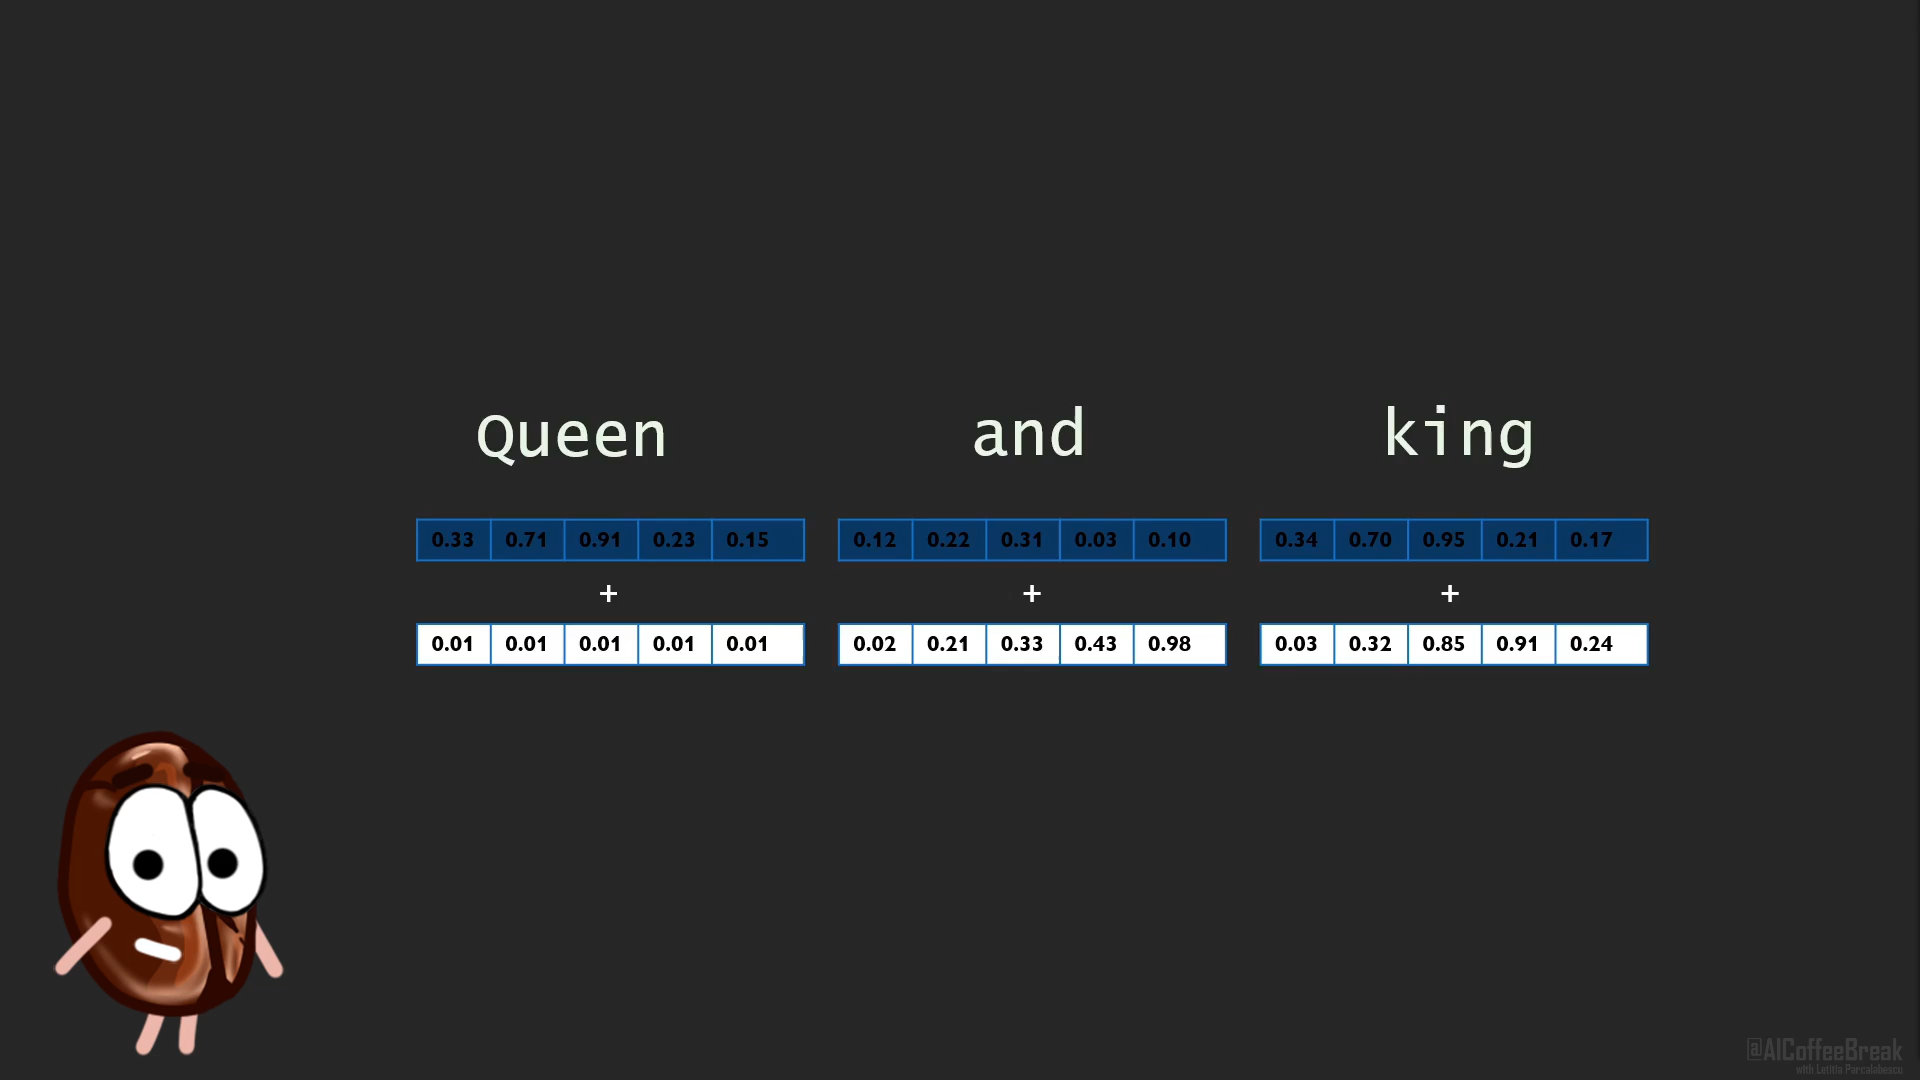 Queen and king
0.33 0.71 0.91 0.23 0.15 0.12 0.22 0.31 0.03 0.10 0.34 0.70 0.95 0.21 0.17
+ + +
0.01 0.01 0.01 0.01 0.01 0.02 0.21 0.33 0.43 0.98 0.03 0.32 0.85 0.91 0.24
@AICoffeeBreak
with Letitia Parcalabescu